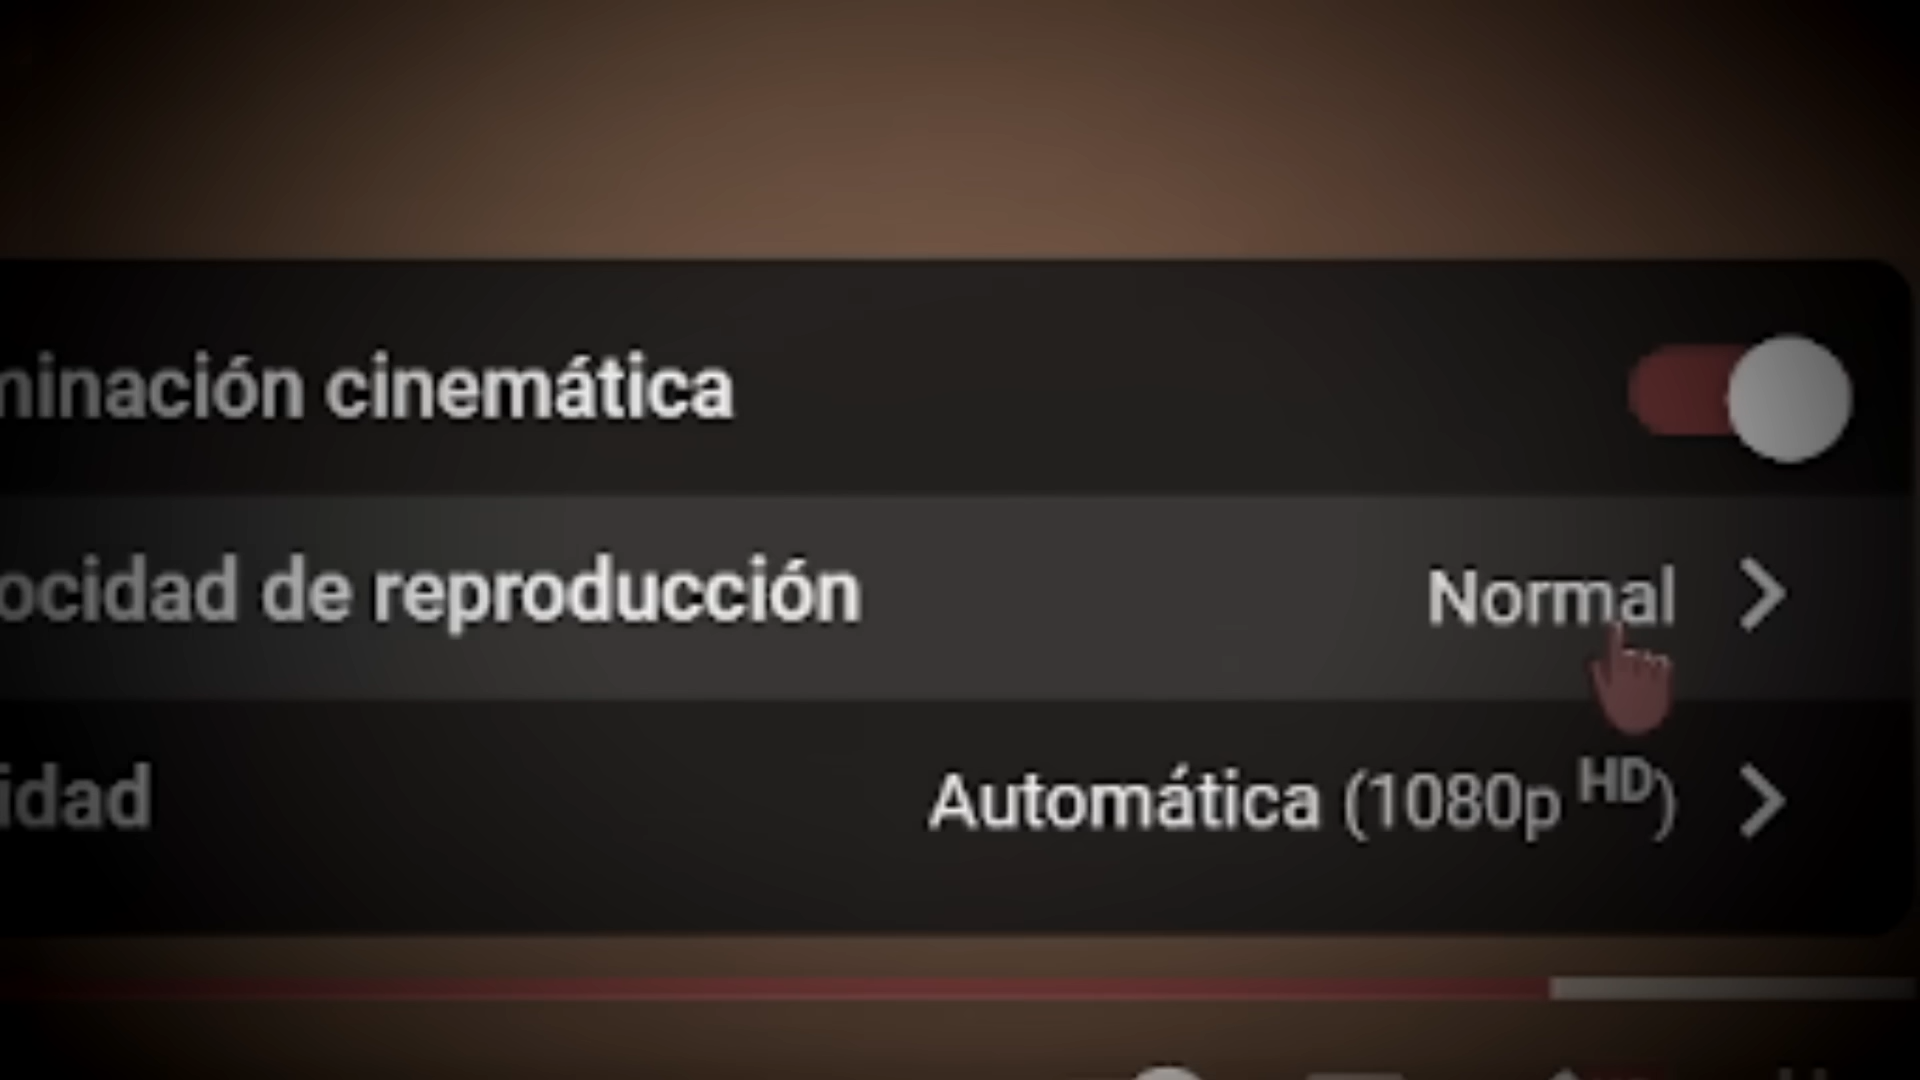 minación cinemática
ocidad de reproducción Normal
idad Automática (1080p HD)